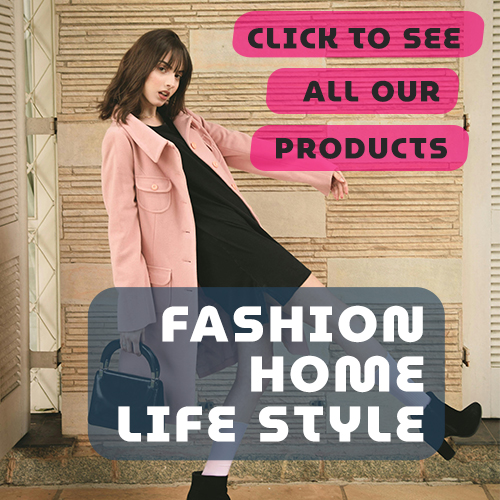 CLICK TO SEE
ALL OUR
PRODUCTS
FASHION
HOME
LIFE STYLE